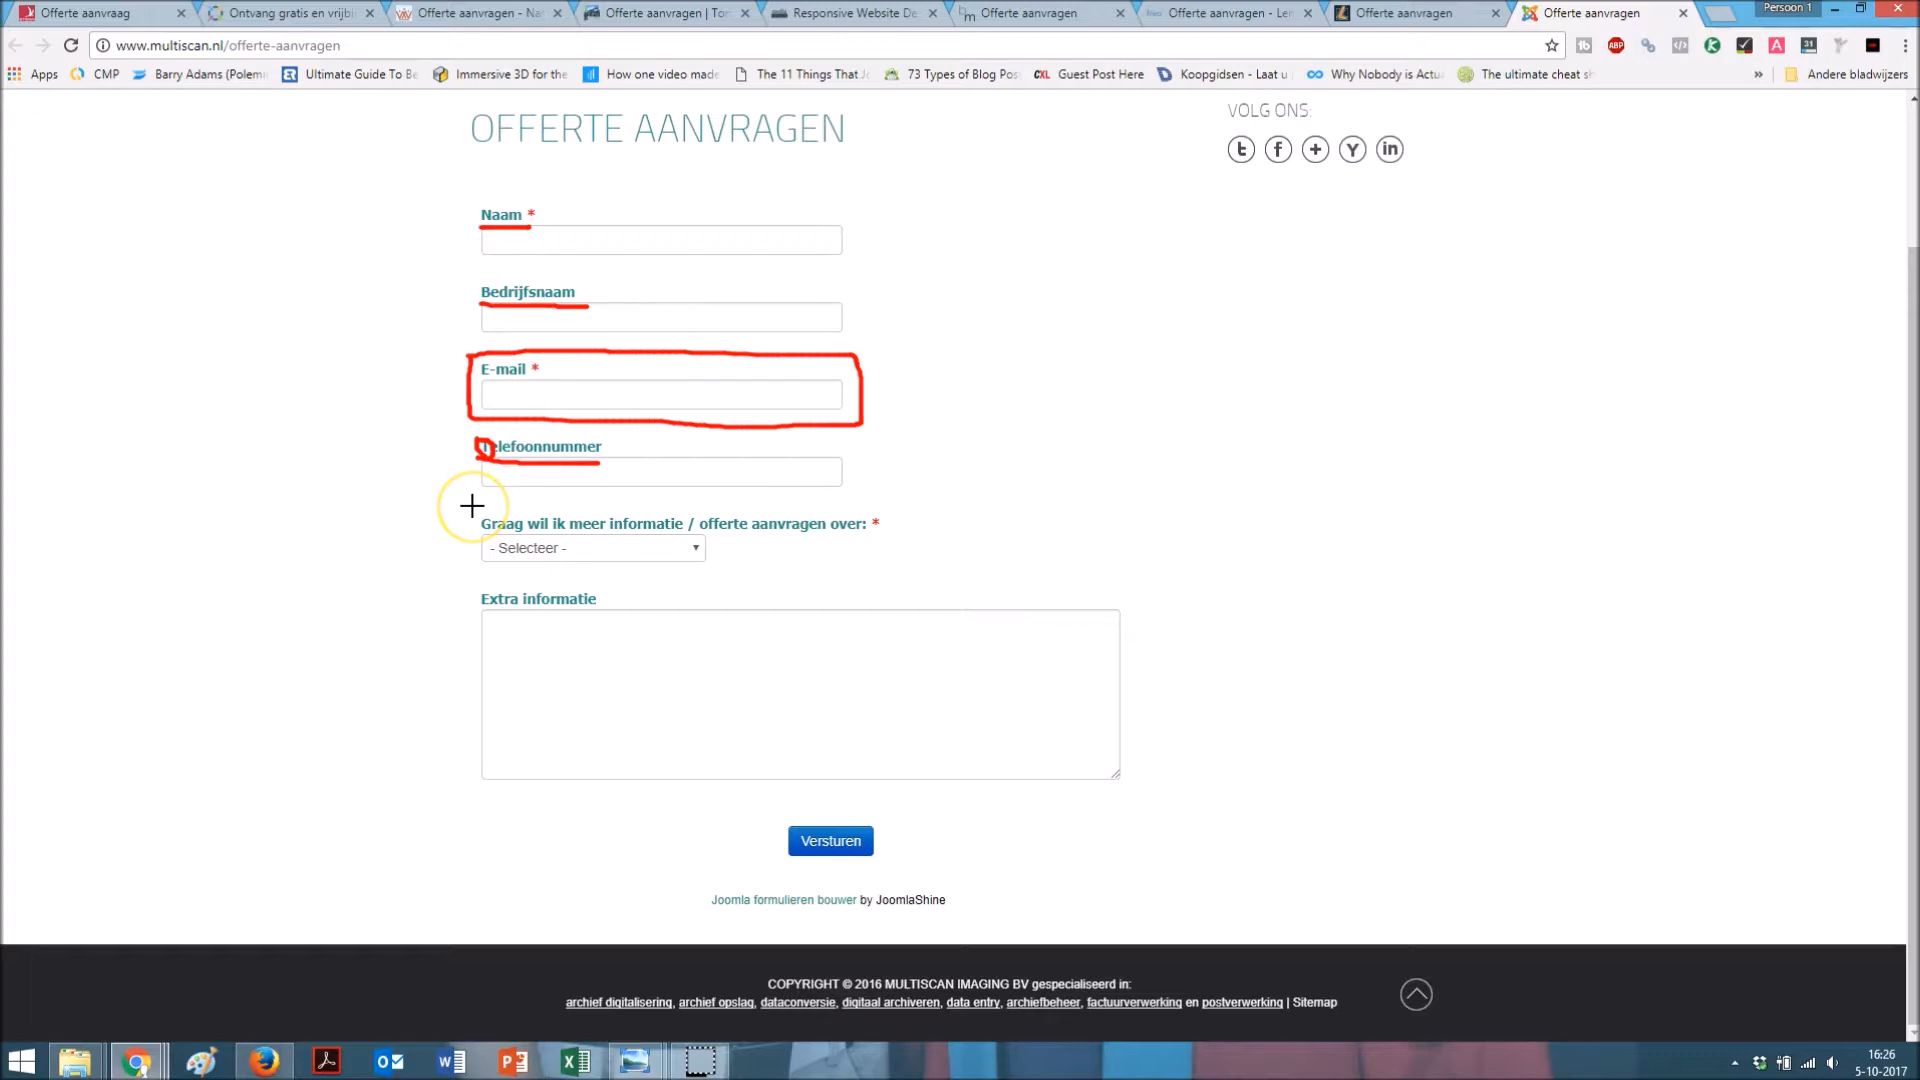 Offerte aanvraag
Ontvang gratis en vrijbi
Offerte aanvragen - Na
Offerte aanvragen | Tor
Responsive Website De
Offerte aanvragen
Offerte aanvragen - Len
Offerte aanvragen
Offerte aanvragen
Persoon 1
www.multiscan.nl/offerte-aanvragen
Apps
CMP
Barry Adams (Polem
Ultimate Guide To Be
Immersive 3D for the
How one video made
The 11 Things That
73 Types of Blog Pos
CXL Guest Post Here
Koopgidsen - Laat u
Why Nobody is Actu
The ultimate cheat s
»
Andere bladwijzers
OFFERTE AANVRAGEN
VOLG ONS:
Naam *
Bedrijfsnaam
E-mail *
Telefoonnummer
Graag wil ik meer informatie / offerte aanvragen over: *
- Selecteer -
Extra informatie
Versturen
Joomla formulieren bouwer by JoomlaShine
COPYRIGHT © 2016 MULTISCAN IMAGING BV gespecialiseerd in:
archief digitalisering, archief opslag, dataconversie, digitaal archiveren, data entry, archiefbeheer, factuurverwerking en postverwerking | Sitemap
16:26
5-10-2017